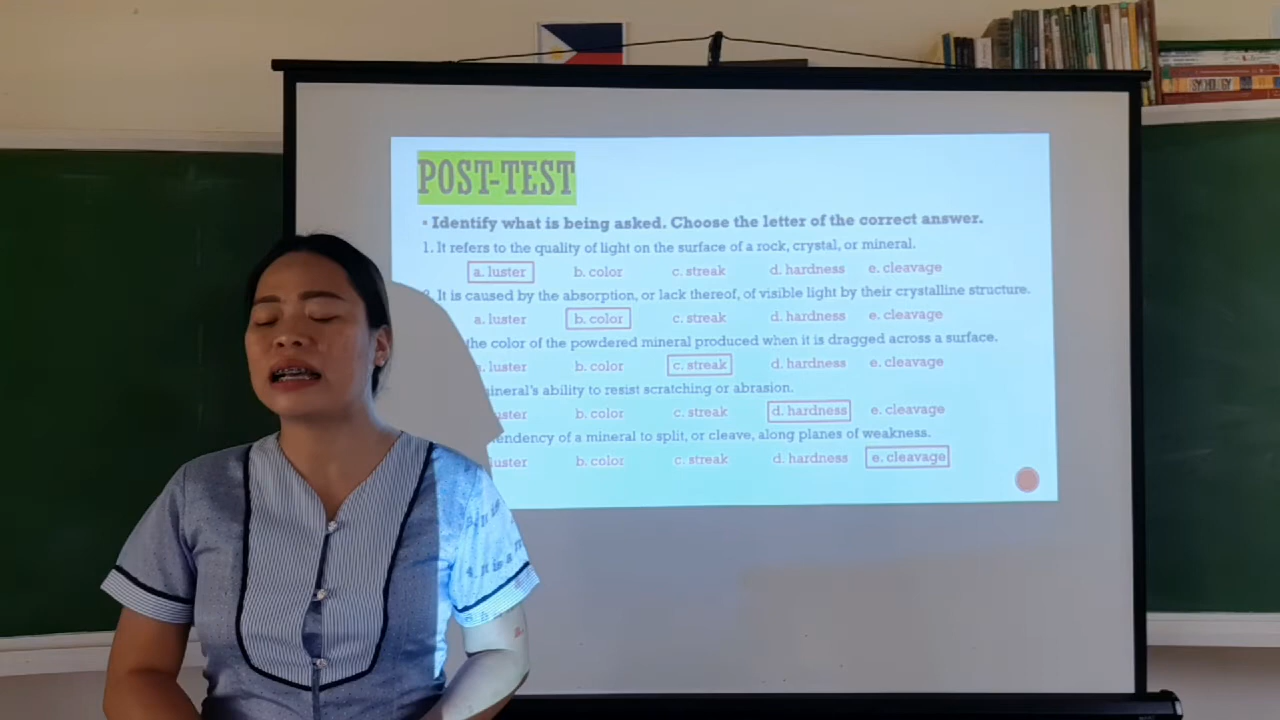 POST-TEST
▪ Identify what is being asked. Choose the letter of the correct answer.
1. It refers to the quality of light on the surface of a rock, crystal, or mineral.
a. luster b. color c. streak d. hardness e. cleavage
It is caused by the absorption, or lack thereof, of visible light by their crystalline structure.
a. luster b. color c. streak d. hardness e. cleavage
the color of the powdered mineral produced when it is dragged across a surface.
luster b. color c. streak d. hardness e. cleavage
ability to resist scratching or abrasion.
b. color c. streak d. hardness e. cleavage
of a mineral to split, or cleave, along planes of weakness.
luster b. color c. streak d. hardness e. cleavage